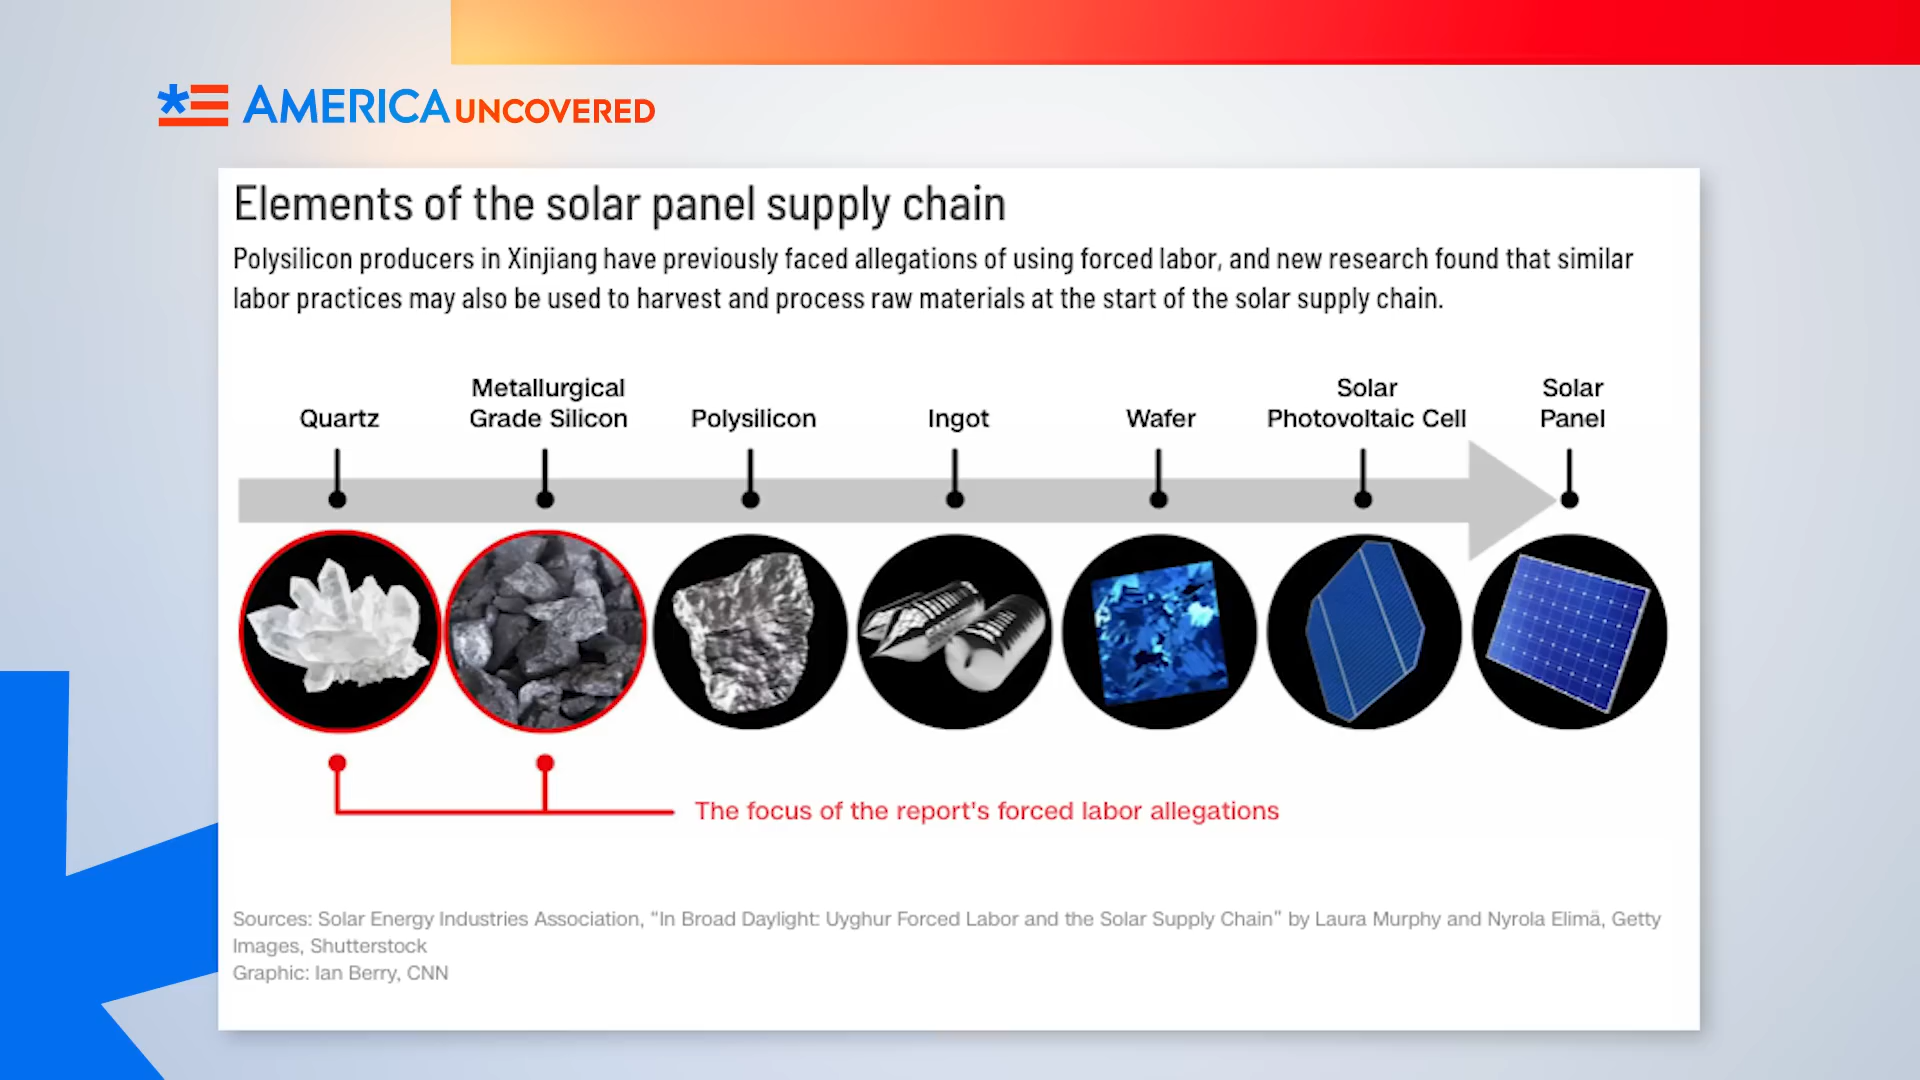 AMERICA UNCOVERED
Elements of the solar panel supply chain
Polysilicon producers in Xinjiang have previously faced allegations of using forced labor, and new research found that similar
labor practices may also be used to harvest and process raw materials at the start of the solar supply chain.
Quartz
Metallurgical
Grade Silicon
Polysilicon
Ingot
Wafer
Solar
Photovoltaic Cell
Solar
Panel
The focus of the report's forced labor allegations
Sources: Solar Energy Industries Association, “In Broad Daylight: Uyghur Forced Labor and the Solar Supply Chain” by Laura Murphy and Nyrola Elimä, Getty
Images, Shutterstock
Graphic: Ian Berry, CNN